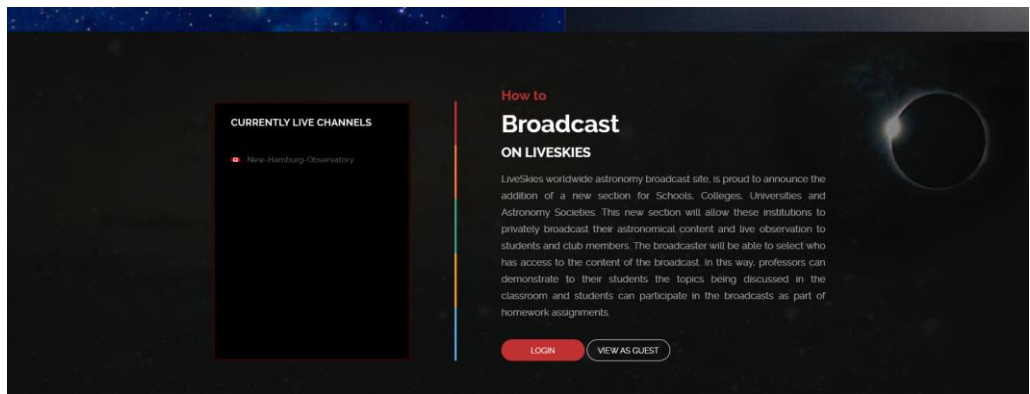 CURRENTLY LIVE CHANNELS
New-Hamburg-Observatory
How to
Broadcast
ON LIVESKIES
LiveSkies worldwide astronomy broadcast site, is proud to announce the
addition of a new section for Schools, Colleges, Universities and
Astronomy Societies. This new section will allow these institutions to
privately broadcast their astronomical content and live observation to
students and club members. The broadcaster will be able to select who
has access to the content of the broadcast. In this way, professors can
demonstrate to their students the topics being discussed in the
classroom and students can participate in the broadcasts as part of
homework assignments.
LOGIN VIEW AS GUEST